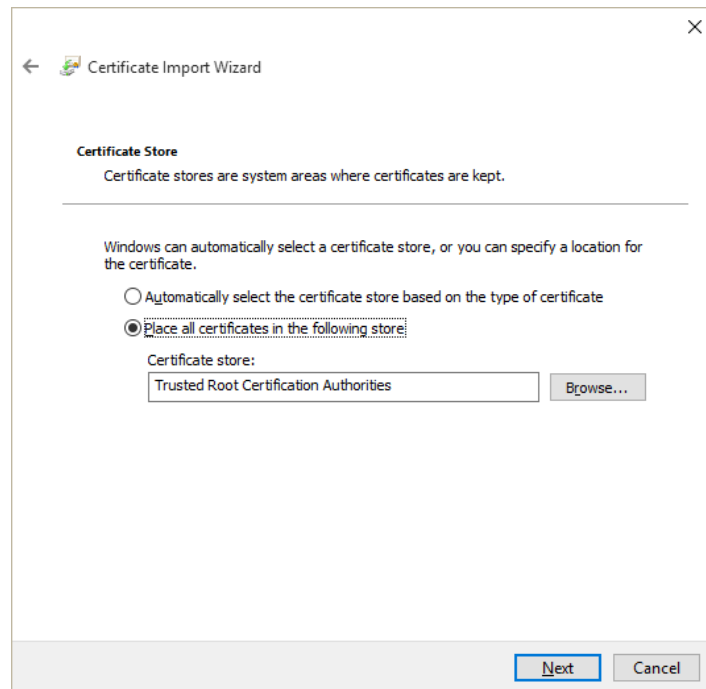 Certificate Import Wizard
Certificate Store
Certificate stores are system areas where certificates are kept.
Windows can automatically select a certificate store, or you can specify a location for
the certificate.
Automatically select the certificate store based on the type of certificate
Place all certificates in the following store
Certificate store:
Trusted Root Certification Authorities
Browse...
Next
Cancel